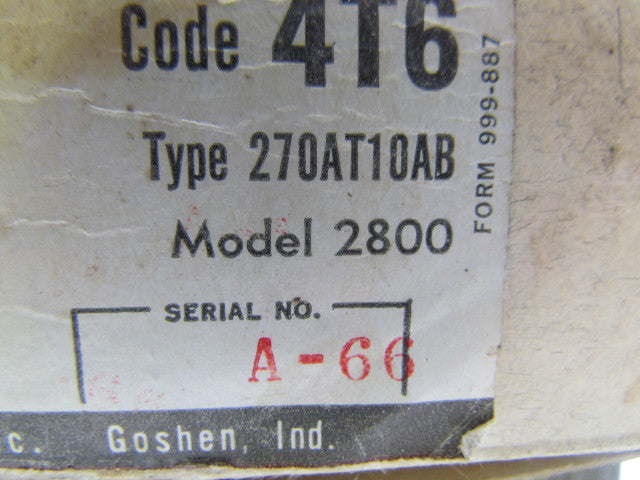 Code 4T6
Type 270AT10AB
Model 2800
FORM 999-887
SERIAL NO.
A-66
c. Goshen, Ind.